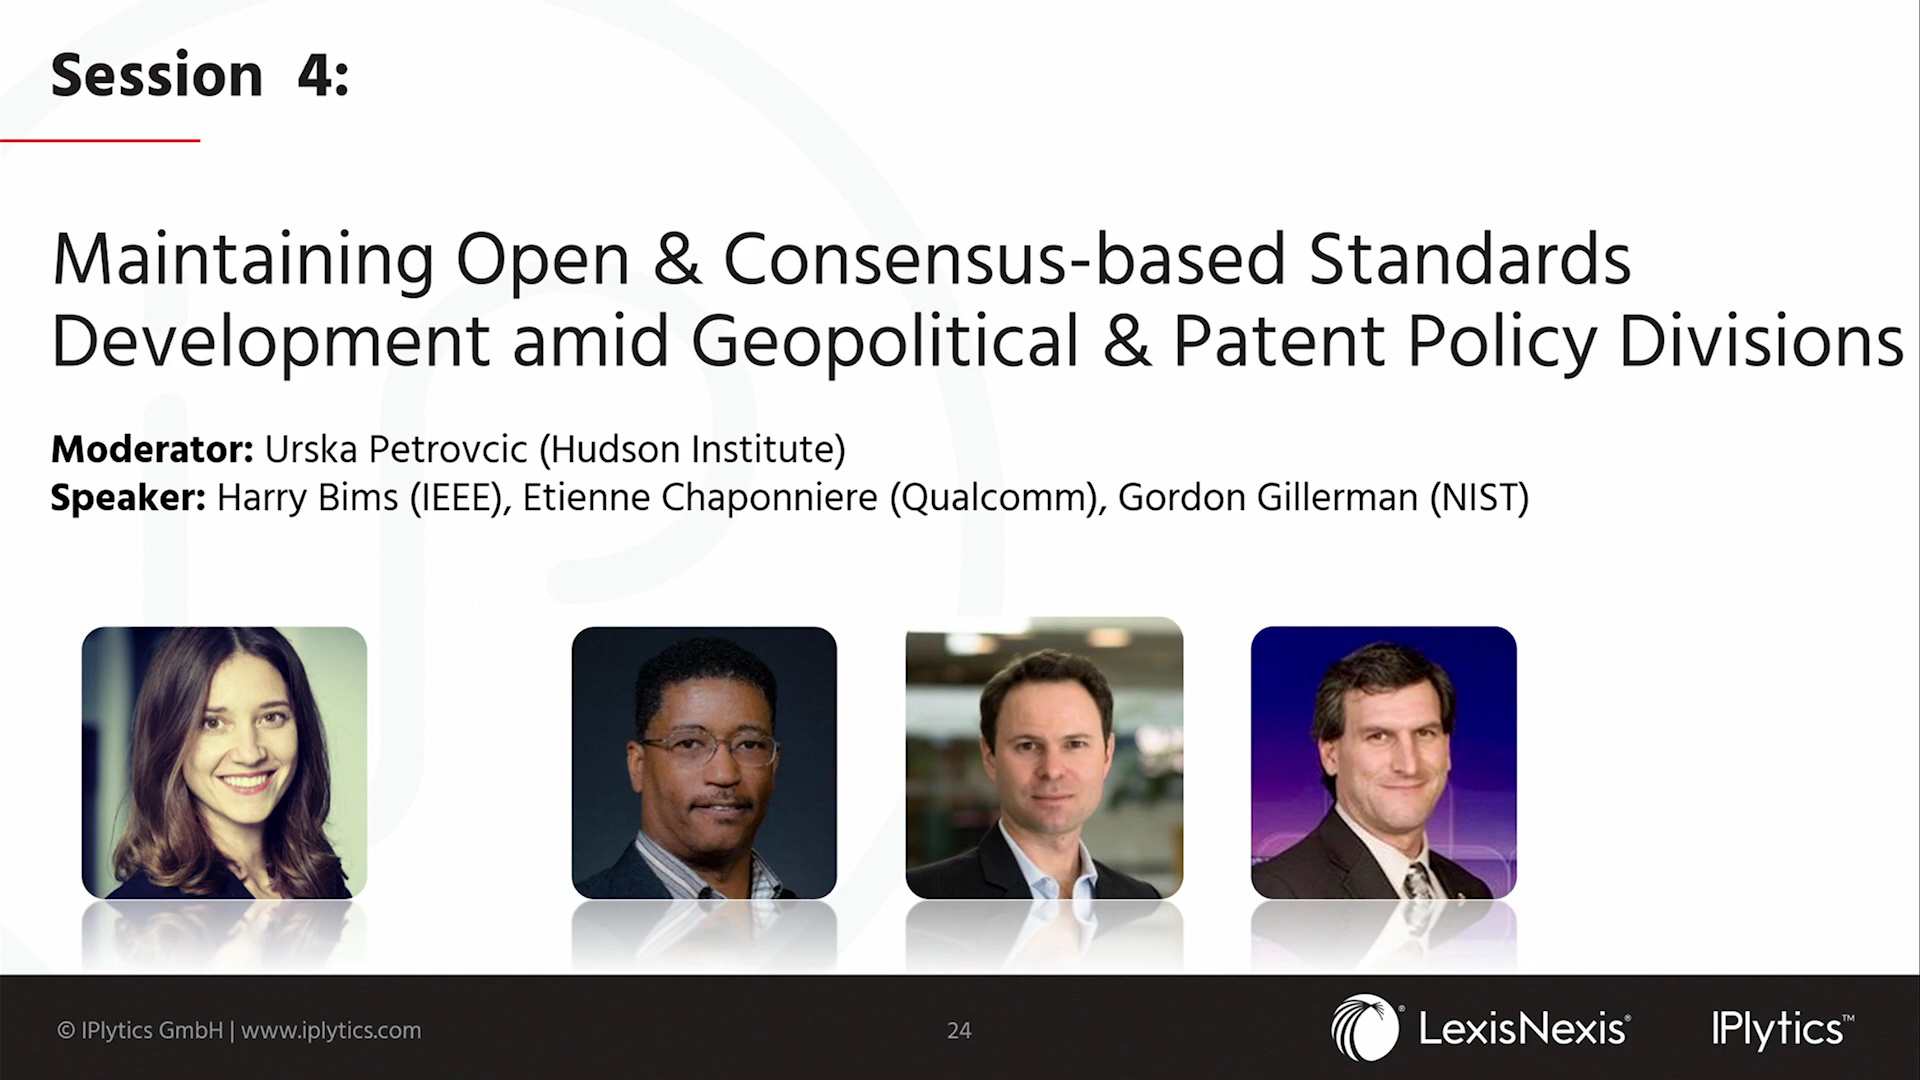 Session 4:
Maintaining Open & Consensus-based Standards
Development amid Geopolitical & Patent Policy Divisions
Moderator: Urska Petrovcic (Hudson Institute)
Speaker: Harry Bims (IEEE), Etienne Chaponniere (Qualcomm), Gordon Gillerman (NIST)
© IPlytics GmbH | www.iplytics.com
24
LexisNexis®
IPlytics™